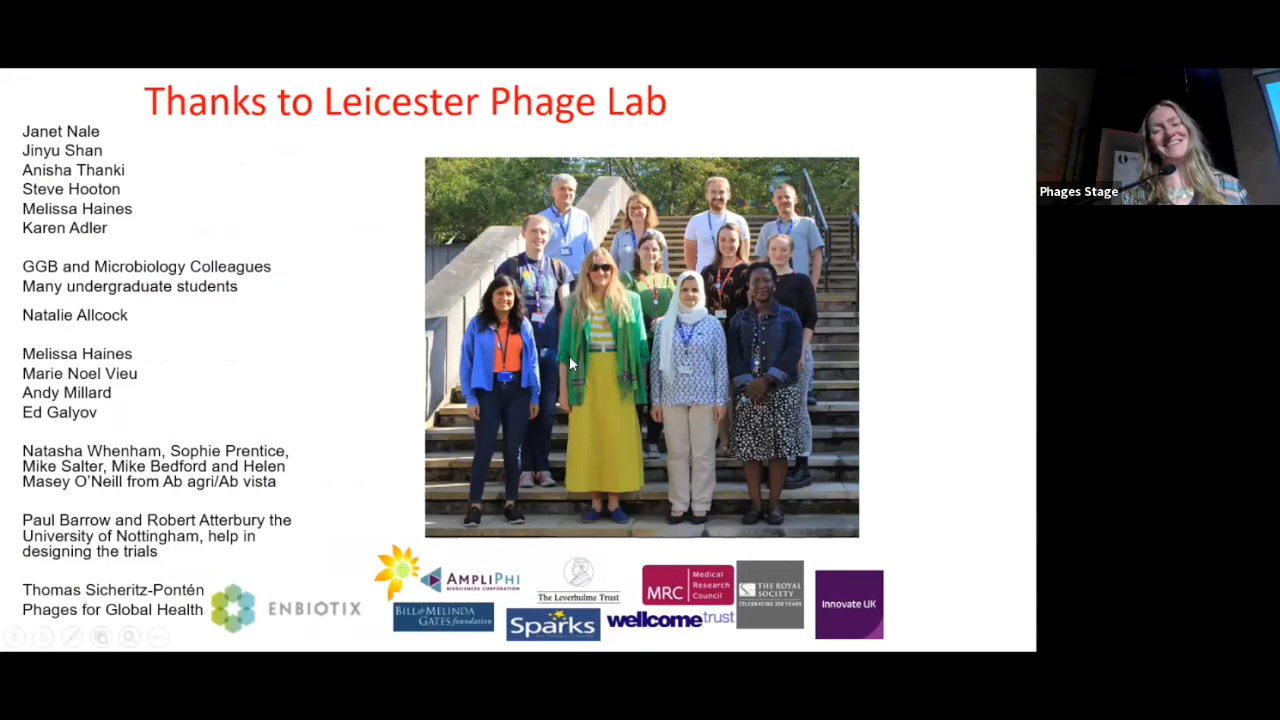 Thanks to Leicester Phage Lab
Janet Nale
Jinyu Shan
Anisha Thanki
Steve Hooton
Melissa Haines
Karen Adler
GGB and Microbiology Colleagues
Many undergraduate students
Natalie Allcock
Melissa Haines
Marie Noel Vieu
Andy Millard
Ed Galyov
Natasha Whenham, Sophie Prentice,
Mike Salter, Mike Bedford and Helen
Masey O'Neill from Ab agri/Ab vista
Paul Barrow and Robert Atterbury the
University of Nottingham, help in
designing the trials
Thomas Sicheritz-Pontén
Phages for Global Health
ENBIOTIX
AMPLIPHI
BIOSCIENCES CORPORATION
BILL & MELINDA
GATES foundation
The Leverhulme Trust
Sparks
MRC
Medical
Research
Council
wellcometrust
THE ROYAL
SOCIETY
CELEBRATING 350 YEARS
Innovate UK
Phages Stage